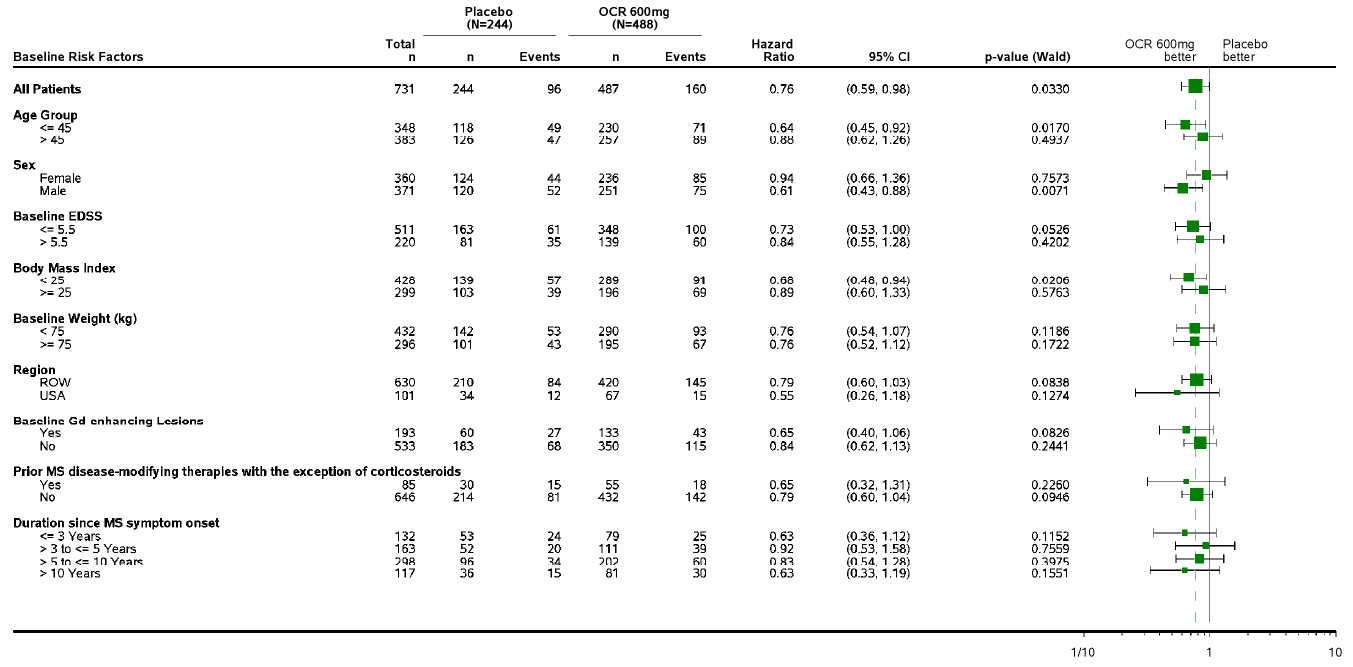 Placebo OCR 600mg
(N=244) (N=488)
Total Hazard OCR 600mg Placebo
Baseline Risk Factors n n Events n Events Ratio 95% CI p-value (Wald) better better
All Patients 731 244 96 487 160 0.76 (0.59, 0.98) 0.0330
Age Group
<= 45 348 118 49 230 71 0.64 (0.45, 0.92) 0.0170
> 45 383 126 47 257 89 0.88 (0.62, 1.26) 0.4937
Sex
Female 360 124 44 236 85 0.94 (0.66, 1.36) 0.7573
Male 371 120 52 251 75 0.61 (0.43, 0.88) 0.0071
Baseline EDSS
<= 5.5 511 163 61 348 100 0.73 (0.53, 1.00) 0.0526
> 5.5 220 81 35 139 60 0.84 (0.55, 1.28) 0.4202
Body Mass Index
< 25 428 139 57 289 91 0.68 (0.48, 0.94) 0.0206
>= 25 299 103 39 196 69 0.89 (0.60, 1.33) 0.5763
Baseline Weight (kg)
< 75 432 142 53 290 93 0.76 (0.54, 1.07) 0.1186
>= 75 296 101 43 195 67 0.76 (0.52, 1.12) 0.1722
Region
ROW 630 210 84 420 145 0.79 (0.60, 1.03) 0.0838
USA 101 34 12 67 15 0.55 (0.26, 1.18) 0.1274
Baseline Gd enhancing Lesions
Yes 193 60 27 133 43 0.65 (0.40, 1.06) 0.0826
No 533 183 68 350 115 0.84 (0.62, 1.13) 0.2441
Prior MS disease-modifying therapies with the exception of corticosteroids
Yes 85 30 15 55 18 0.65 (0.32, 1.31) 0.2260
No 646 214 81 432 142 0.79 (0.60, 1.04) 0.0946
Duration since MS symptom onset
<= 3 Years 132 53 24 79 25 0.63 (0.36, 1.12) 0.1152
> 3 to <= 5 Years 163 52 20 111 39 0.92 (0.53, 1.58) 0.7559
> 5 to <= 10 Years 298 96 34 202 60 0.83 (0.54, 1.28) 0.3975
> 10 Years 117 36 15 81 30 0.63 (0.33, 1.19) 0.1551
1/10 1 10